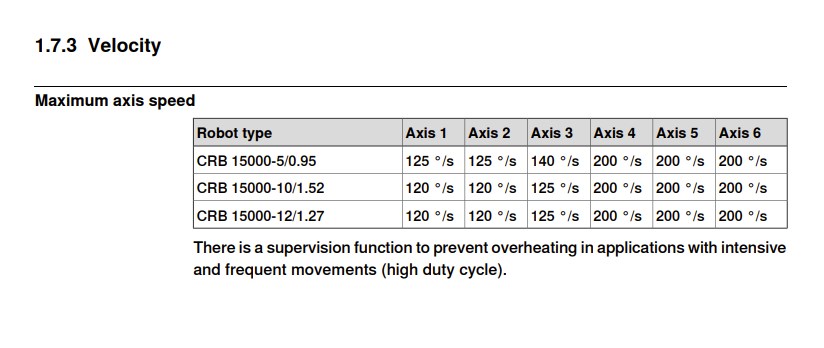 1.7.3 Velocity
Maximum axis speed
Robot type Axis 1 Axis 2 Axis 3 Axis 4 Axis 5 Axis 6
CRB 15000-5/0.95 125 °/s 125 °/s 140 °/s 200 °/s 200 °/s 200 °/s
CRB 15000-10/1.52 120 °/s 120 °/s 125 °/s 200 °/s 200 °/s 200 °/s
CRB 15000-12/1.27 120 °/s 120 °/s 125 °/s 200 °/s 200 °/s 200 °/s
There is a supervision function to prevent overheating in applications with intensive
and frequent movements (high duty cycle).